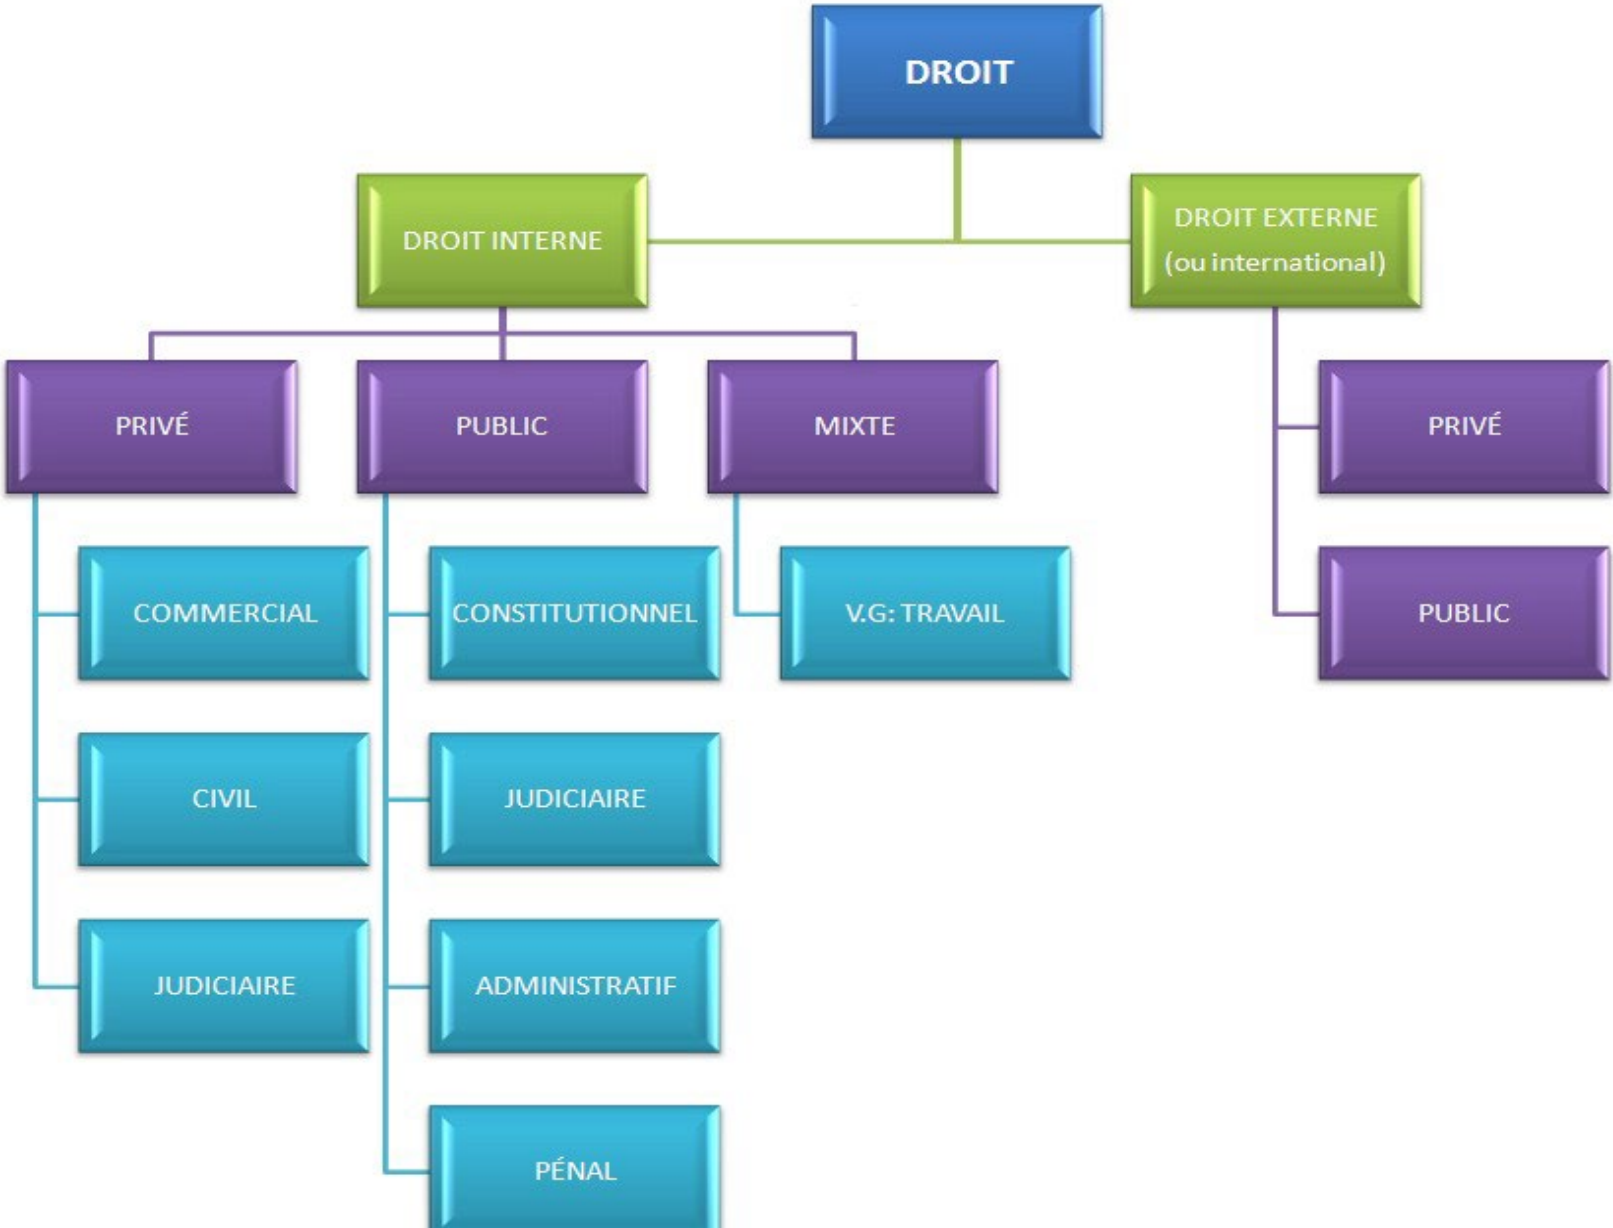 DROIT
DROIT INTERNE
DROIT EXTERNE
(ou international)
PRIVÉ
PUBLIC
MIXTE
PRIVÉ
COMMERCIAL
CONSTITUTIONNEL
V.G: TRAVAIL
PUBLIC
CIVIL
JUDICIAIRE
JUDICIAIRE
ADMINISTRATIF
PÉNAL